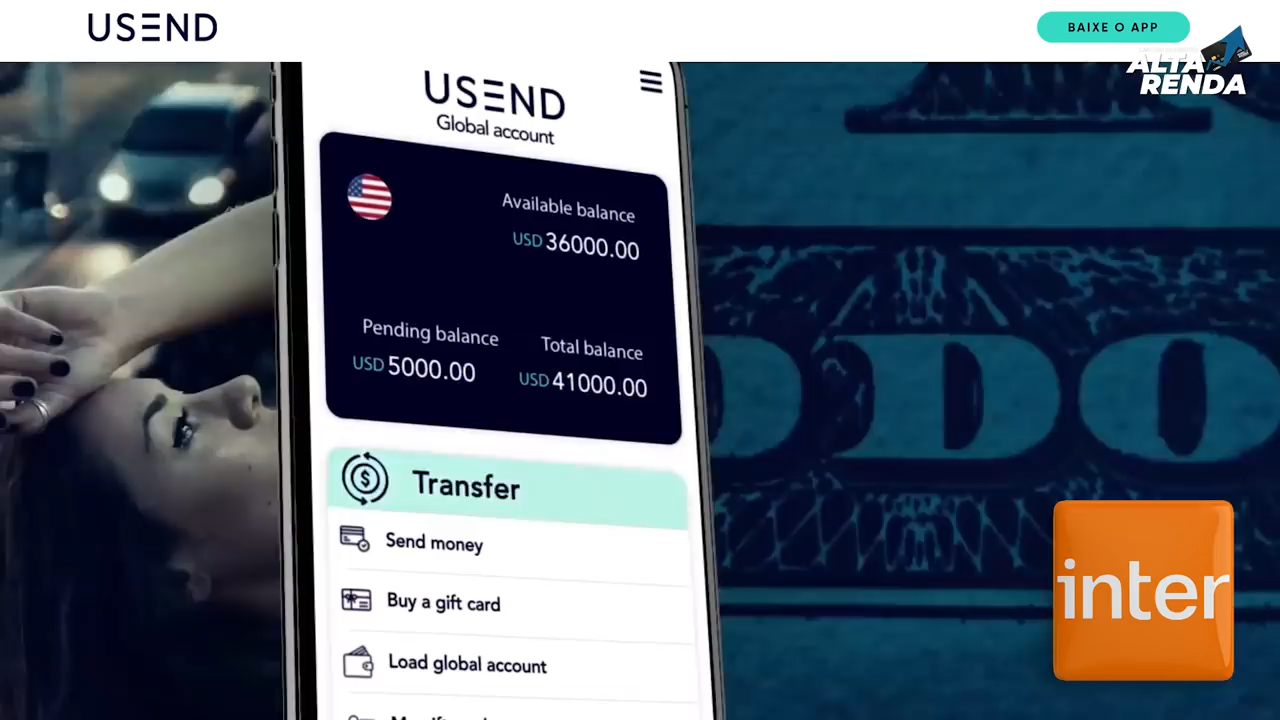 USEND
BAIXE O APP
ALTA
RENDA
USEND
Global account
Available balance
USD 36000.00
Pending balance
USD 5000.00
Total balance
USD 41000.00
Transfer
Send money
Buy a gift card
Load global account
inter